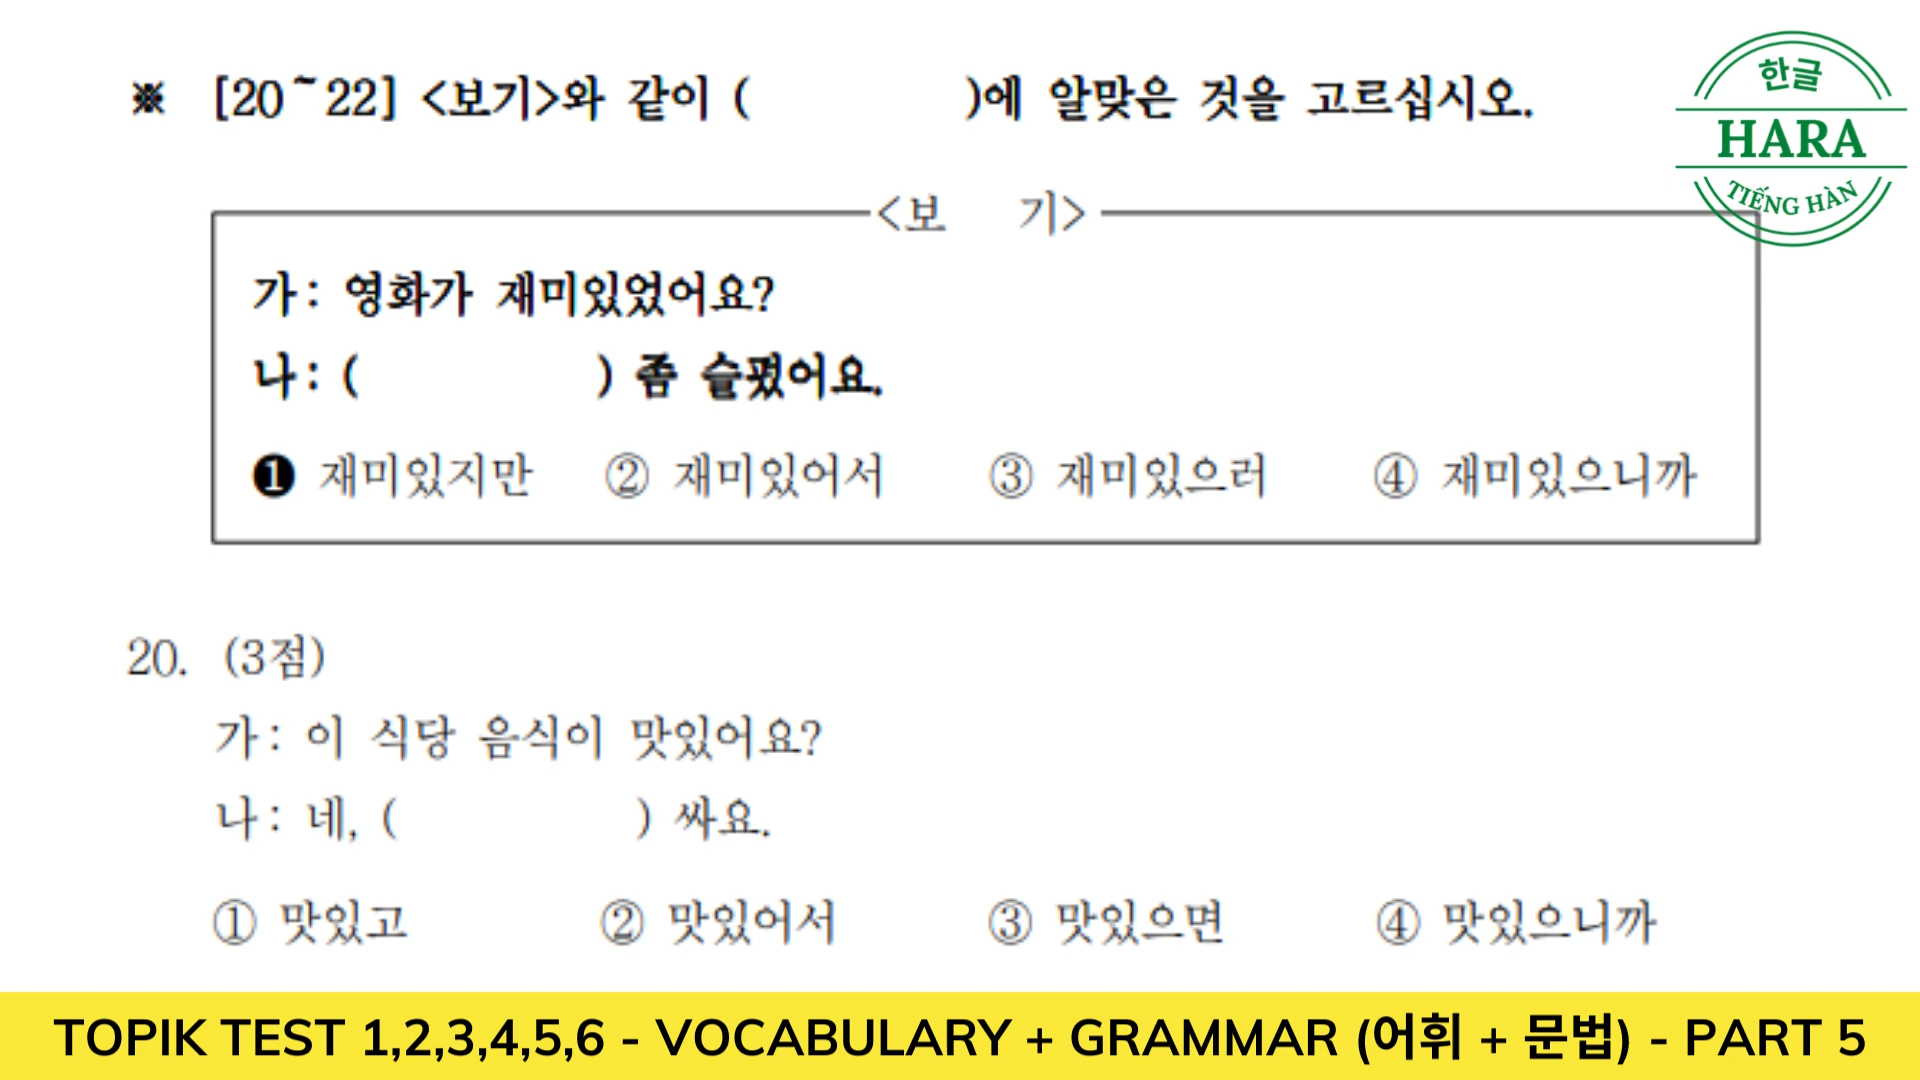 ※ [20~22] <보기>와 같이 ( )에 알맞은 것을 고르십시오.
한글
HARA
TIẾNG HÀN
<보 기>
가: 영화가 재미있었어요?
나: ( ) 좀 슬펐어요.
❶ 재미있지만 ② 재미있어서 ③ 재미있으러 ④ 재미있으니까
20. (3점)
가: 이 식당 음식이 맛있어요?
나: 네, ( ) 싸요.
① 맛있고 ② 맛있어서 ③ 맛있으면 ④ 맛있으니까
TOPIK TEST 1,2,3,4,5,6 - VOCABULARY + GRAMMAR (어휘 + 문법) - PART 5